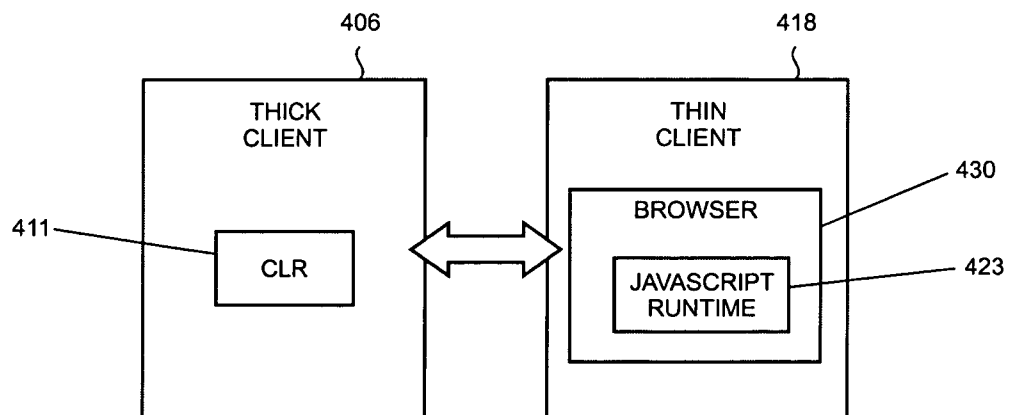 406
418
THICK
CLIENT
THIN
CLIENT
430
BROWSER
411
CLR
JAVASCRIPT
RUNTIME
423